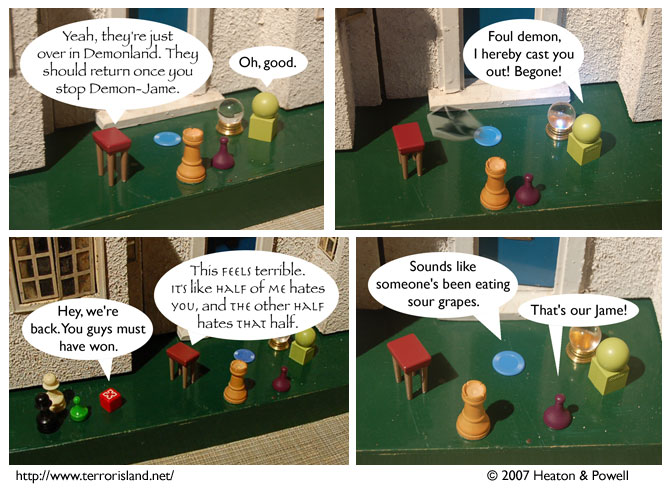 Yeah, they're just
over in Demonland. They
should return once you
stop Demon-Jame.
Oh, good.
Foul demon,
I hereby cast you
out! Begone!
Hey, we're
back. You guys must
have won.
This FEELS terrible.
IT'S like HALF of ME hates
YOU, and THE other HALF
hates THAT half.
Sounds like
someone's been eating
sour grapes.
That's our Jame!
http://www.terrorisland.net/
© 2007 Heaton & Powell